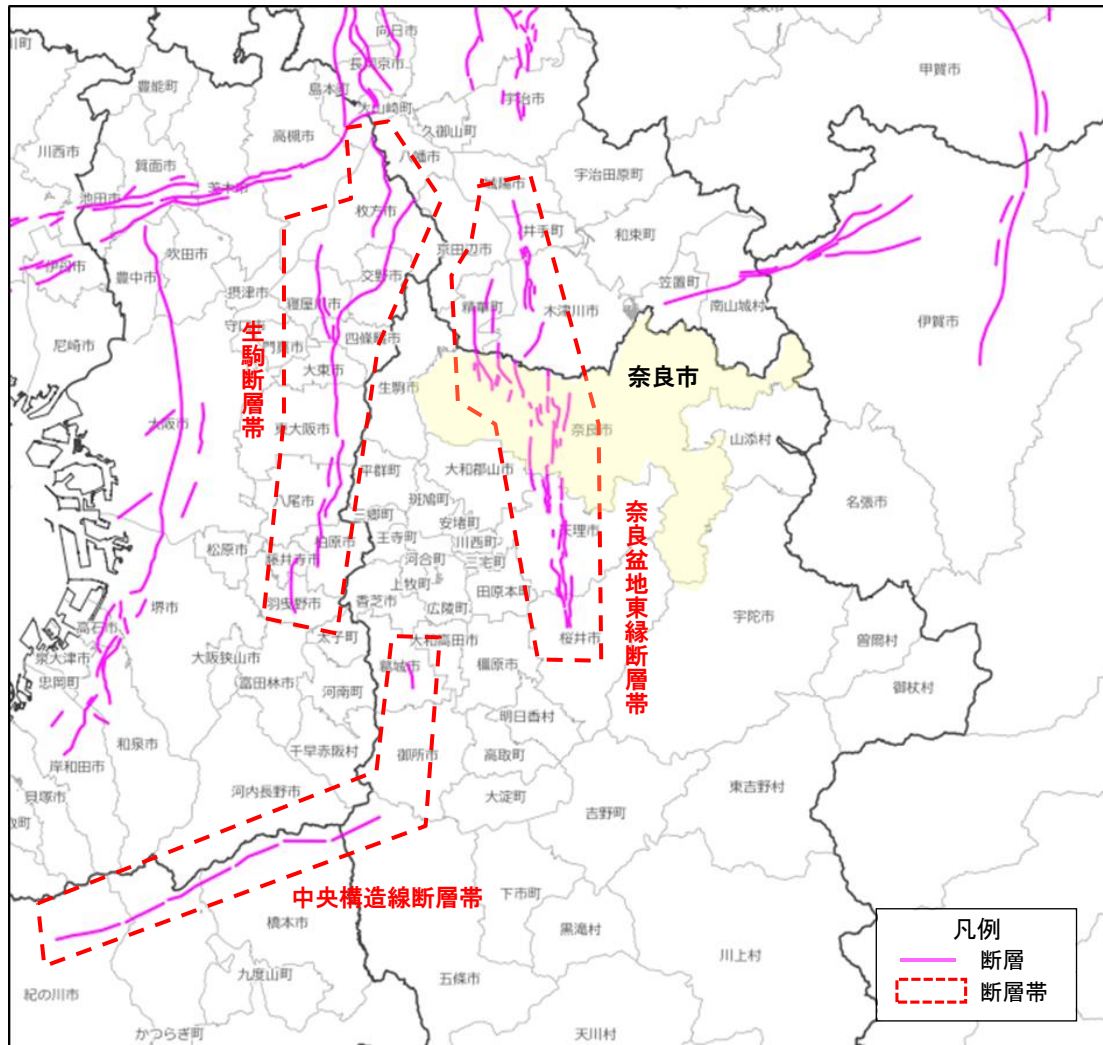 向日市
川町
長岡京市
甲賀市
豊能町
島本町
大山崎町
宇治市
高槻市
久御山町
川西市
箕面市
八幡市
宇治田原町
池田市
茨木市
城陽市
枚方市
井手町
和束町
京田辺市
吹田市
伊丹市
豊中市
交野市
笠置町
摂津市
寝屋川市
精華町
木津川市
南山城村
伊賀市
守口市
門真市
四條畷市
尼崎市
大東市
奈良市
生駒市
生駒断層帯
大阪市
東大阪市
奈良市
山添村
平群町
大和郡山市
八尾市
斑鳩町
名張市
三郷町
安堵町
天理市
松原市
柏原市
王寺町
川西町
藤井寺市
河合町
三宅町
奈良盆地東縁断層帯
上牧町
田原本町
羽曳野市
香芝市
広陵町
堺市
宇陀市
高石市
太子町
大和高田市
桜井市
曽爾村
泉大津市
大阪狭山市
葛城市
橿原市
忠岡町
富田林市
河南町
御杖村
明日香村
和泉市
千早赤阪村
御所市
高取町
岸和田市
東吉野村
貝塚市
河内長野市
大淀町
吉野町
取町
中央構造線断層帯
下市町
橋本市
黒滝村
川上村
九度山町
五條市
紀の川市
かつらぎ町
天川村
凡例
断層
断層帯